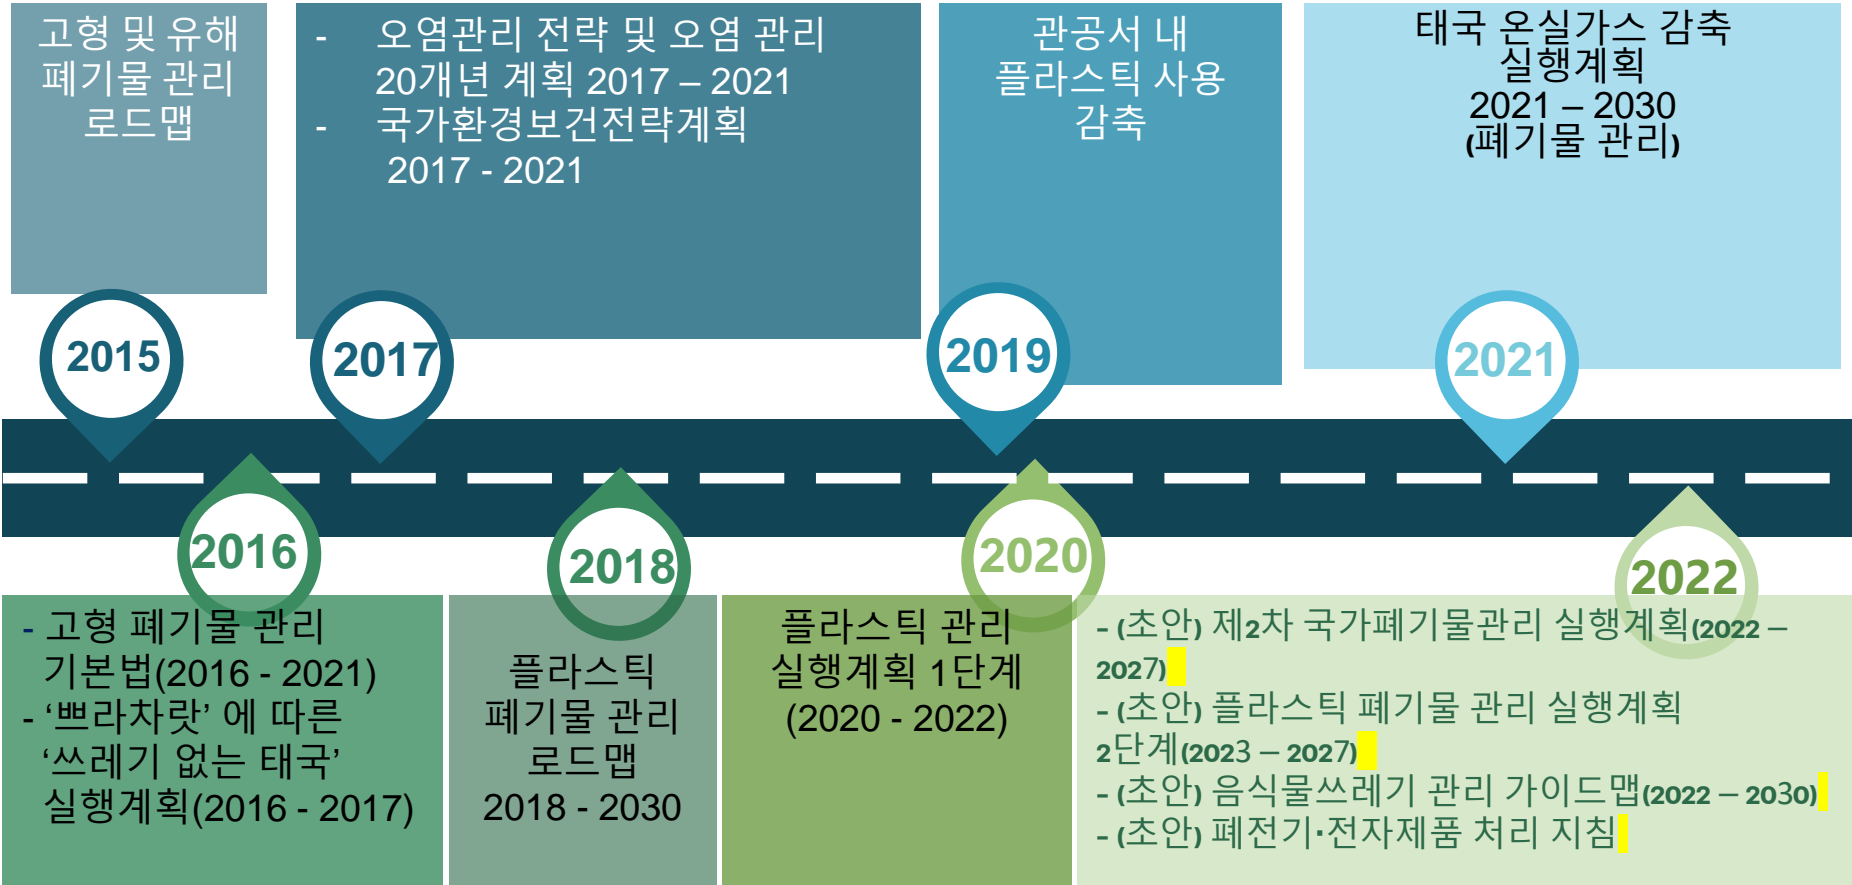 고형 및 유해
폐기물 관리
로드맵
- 오염관리 전략 및 오염 관리
20개년 계획 2017 – 2021
- 국가환경보건전략계획
2017 - 2021
관공서 내
플라스틱 사용
감축
태국 온실가스 감축
실행계획
2021 – 2030
(폐기물 관리)
2015
2017
2019
2021
2016
2018
2020
2022
- 고형 폐기물 관리
기본법(2016 - 2021)
- ‘쁘라차랏’ 에 따른
‘쓰레기 없는 태국’
실행계획(2016 - 2017)
플라스틱
폐기물 관리
로드맵
2018 - 2030
플라스틱 관리
실행계획 1단계
(2020 - 2022)
- (초안) 제2차 국가폐기물관리 실행계획(2022 –
2027)
- (초안) 플라스틱 폐기물 관리 실행계획
2단계(2023 – 2027)
- (초안) 음식물쓰레기 관리 가이드맵(2022 – 2030)
- (초안) 폐전기·전자제품 처리 지침